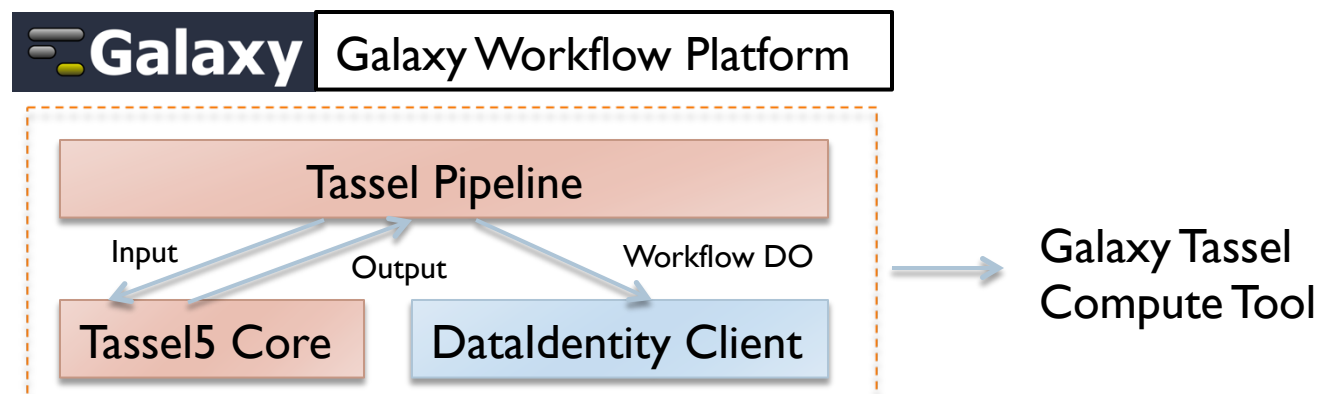 Galaxy Galaxy Workflow Platform
Tassel Pipeline
Input
Output
Workflow DO
Tassel5 Core
DataIdentity Client
Galaxy Tassel
Compute Tool